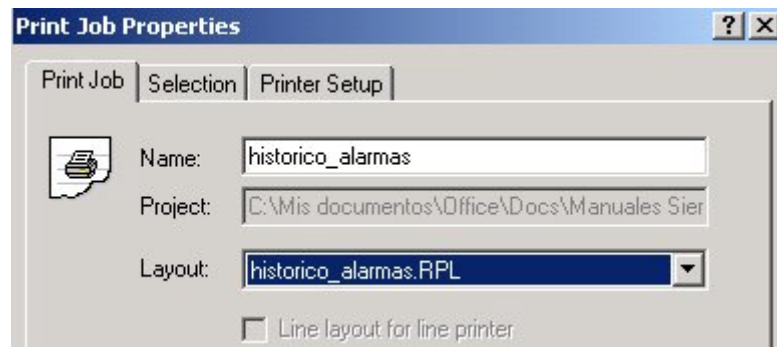 Print Job Properties
Print Job Selection Printer Setup
Name: historico_alarmas
Project: C:\Mis documentos\Office\Docs\Manuales Sier
Layout: historico_alarmas.RPL
Line layout for line printer